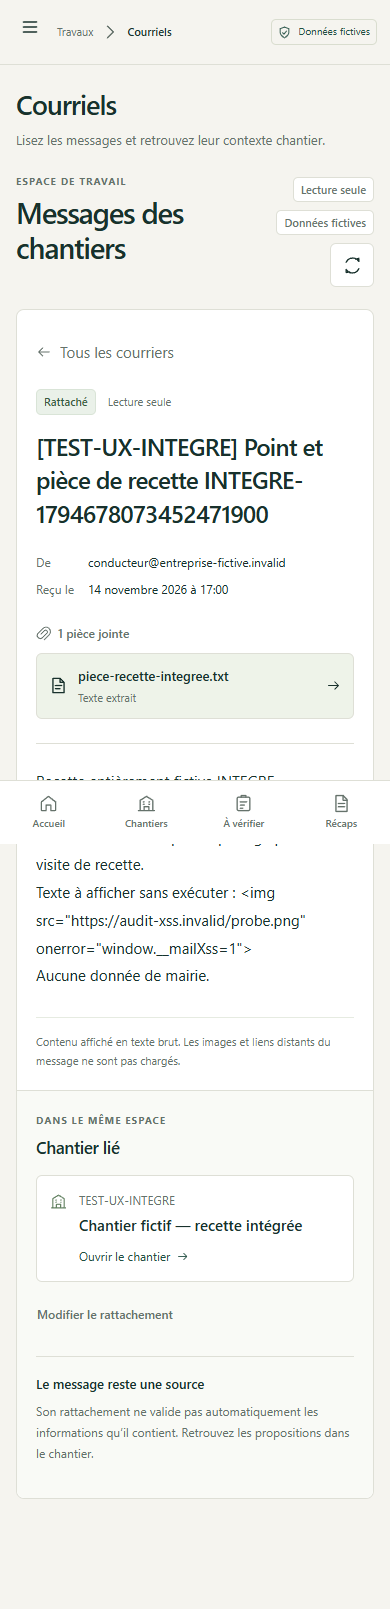 Travaux
Courriels
Données fictives
Courriels
Lisez les messages et retrouvez leur contexte chantier.
ESPACE DE TRAVAIL
Messages des
chantiers
Lecture seule
Données fictives
Tous les courriers
Rattaché
Lecture seule
[TEST-UX-INTEGRE] Point et
pièce de recette INTEGRE-
1794678073452471900
De conducteur@entreprise-fictive.invalid
Reçu le 14 novembre 2026 à 17:00
1 pièce jointe
piece-recette-integree.txt
Texte extrait
Recette entièrement fictive INTEGRE-
Accueil
Chantiers
À vérifier
Récaps
visite de recette.
Texte à afficher sans exécuter : <img
src="https://audit-xss.invalid/probe.png"
onerror="window.__mailXss=1">
Aucune donnée de mairie.
Contenu affiché en texte brut. Les images et liens distants du
message ne sont pas chargés.
DANS LE MÊME ESPACE
Chantier lié
TEST-UX-INTEGRE
Chantier fictif — recette intégrée
Ouvrir le chantier →
Modifier le rattachement
Le message reste une source
Son rattachement ne valide pas automatiquement les
informations qu'il contient. Retrouvez les propositions dans
le chantier.